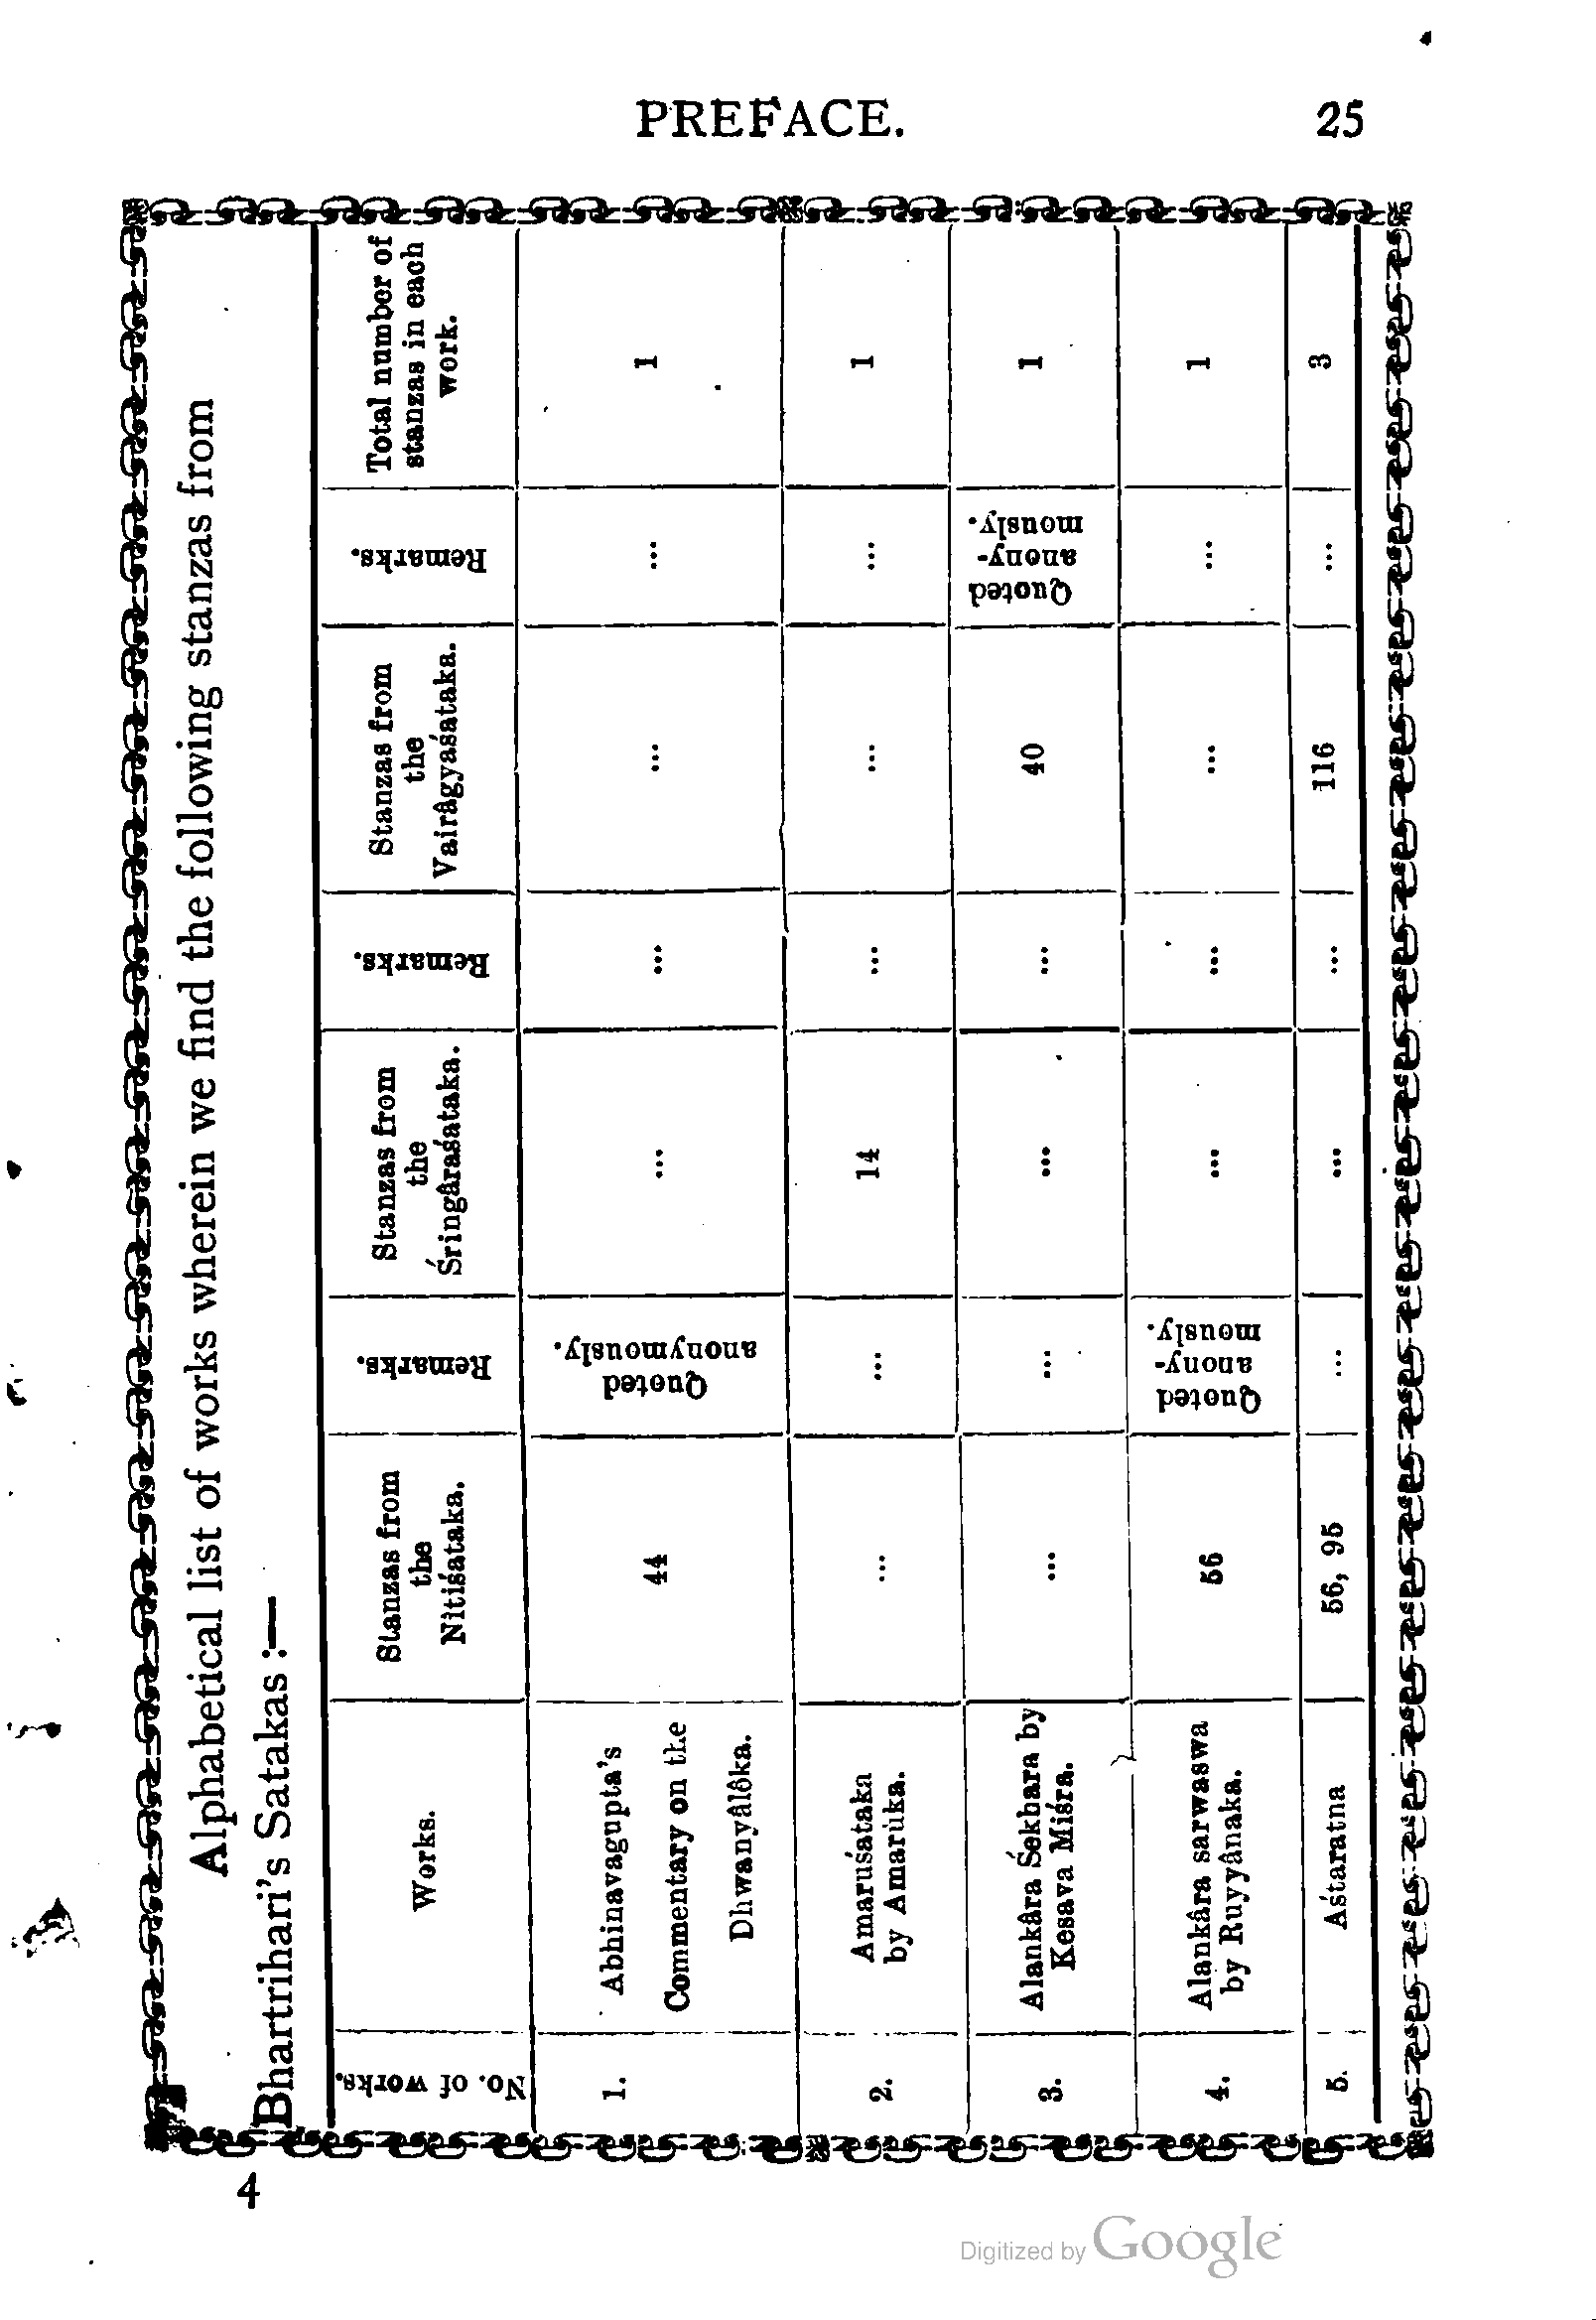 PREFACE. 25
Alphabetical list of works wherein we find the following stanzas from
Bhartrihari's Satakas :—
No. of works.
Works.
Stanzas from
the
Nîtiśataka.
Remarks.
Stanzas from
the
Śringâraśataka.
Remarks.
Stanzas from
the
Vairâgyaśataka.
Remarks.
Total number of
stanzas in each
work.
1.
Abhinavagupta's
Commentary on the
Dhwanyâlôka.
44
Quoted
anonymously.
...
...
...
...
1
2.
Amaruśataka
by Amaruka.
...
...
14
...
...
...
1
3.
Alankâra Śekhara by
Kesava Miśra.
...
...
...
...
40
Quoted
anony-
mously.
1
4.
Alankâra sarwaswa
by Ruyyânaka.
56
Quoted
anony-
mously.
...
...
...
...
1
5.
Aśtaratna
56, 95
...
...
...
116
...
3
4
Digitized by Google